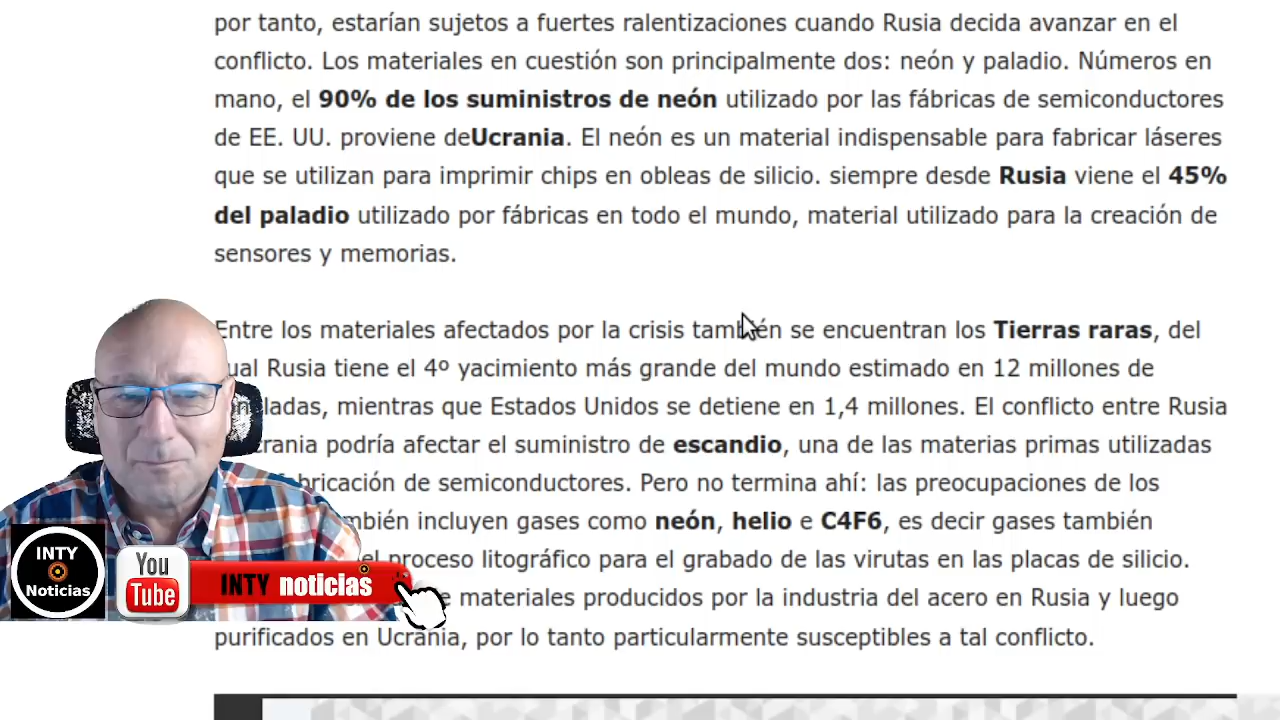 por tanto, estarían sujetos a fuertes ralentizaciones cuando Rusia decida avanzar en el
conflicto. Los materiales en cuestión son principalmente dos: neón y paladio. Números en
mano, el 90% de los suministros de neón utilizado por las fábricas de semiconductores
de EE. UU. proviene deUcrania. El neón es un material indispensable para fabricar láseres
que se utilizan para imprimir chips en obleas de silicio. siempre desde Rusia viene el 45%
del paladio utilizado por fábricas en todo el mundo, material utilizado para la creación de
sensores y memorias.
Entre los materiales afectados por la crisis también se encuentran los Tierras raras, del
Rusia tiene el 4º yacimiento más grande del mundo estimado en 12 millones de
mientras que Estados Unidos se detiene en 1,4 millones. El conflicto entre Rusia
podría afectar el suministro de escandio, una de las materias primas utilizadas
de semiconductores. Pero no termina ahí: las preocupaciones de los
incluyen gases como neón, helio e C4F6, es decir gases también
el proceso litográfico para el grabado de las virutas en las placas de silicio.
materiales producidos por la industria del acero en Rusia y luego
purificados en Ucrania, por lo tanto particularmente susceptibles a tal conflicto.
INTY
Noticias
You
Tube
INTY noticias